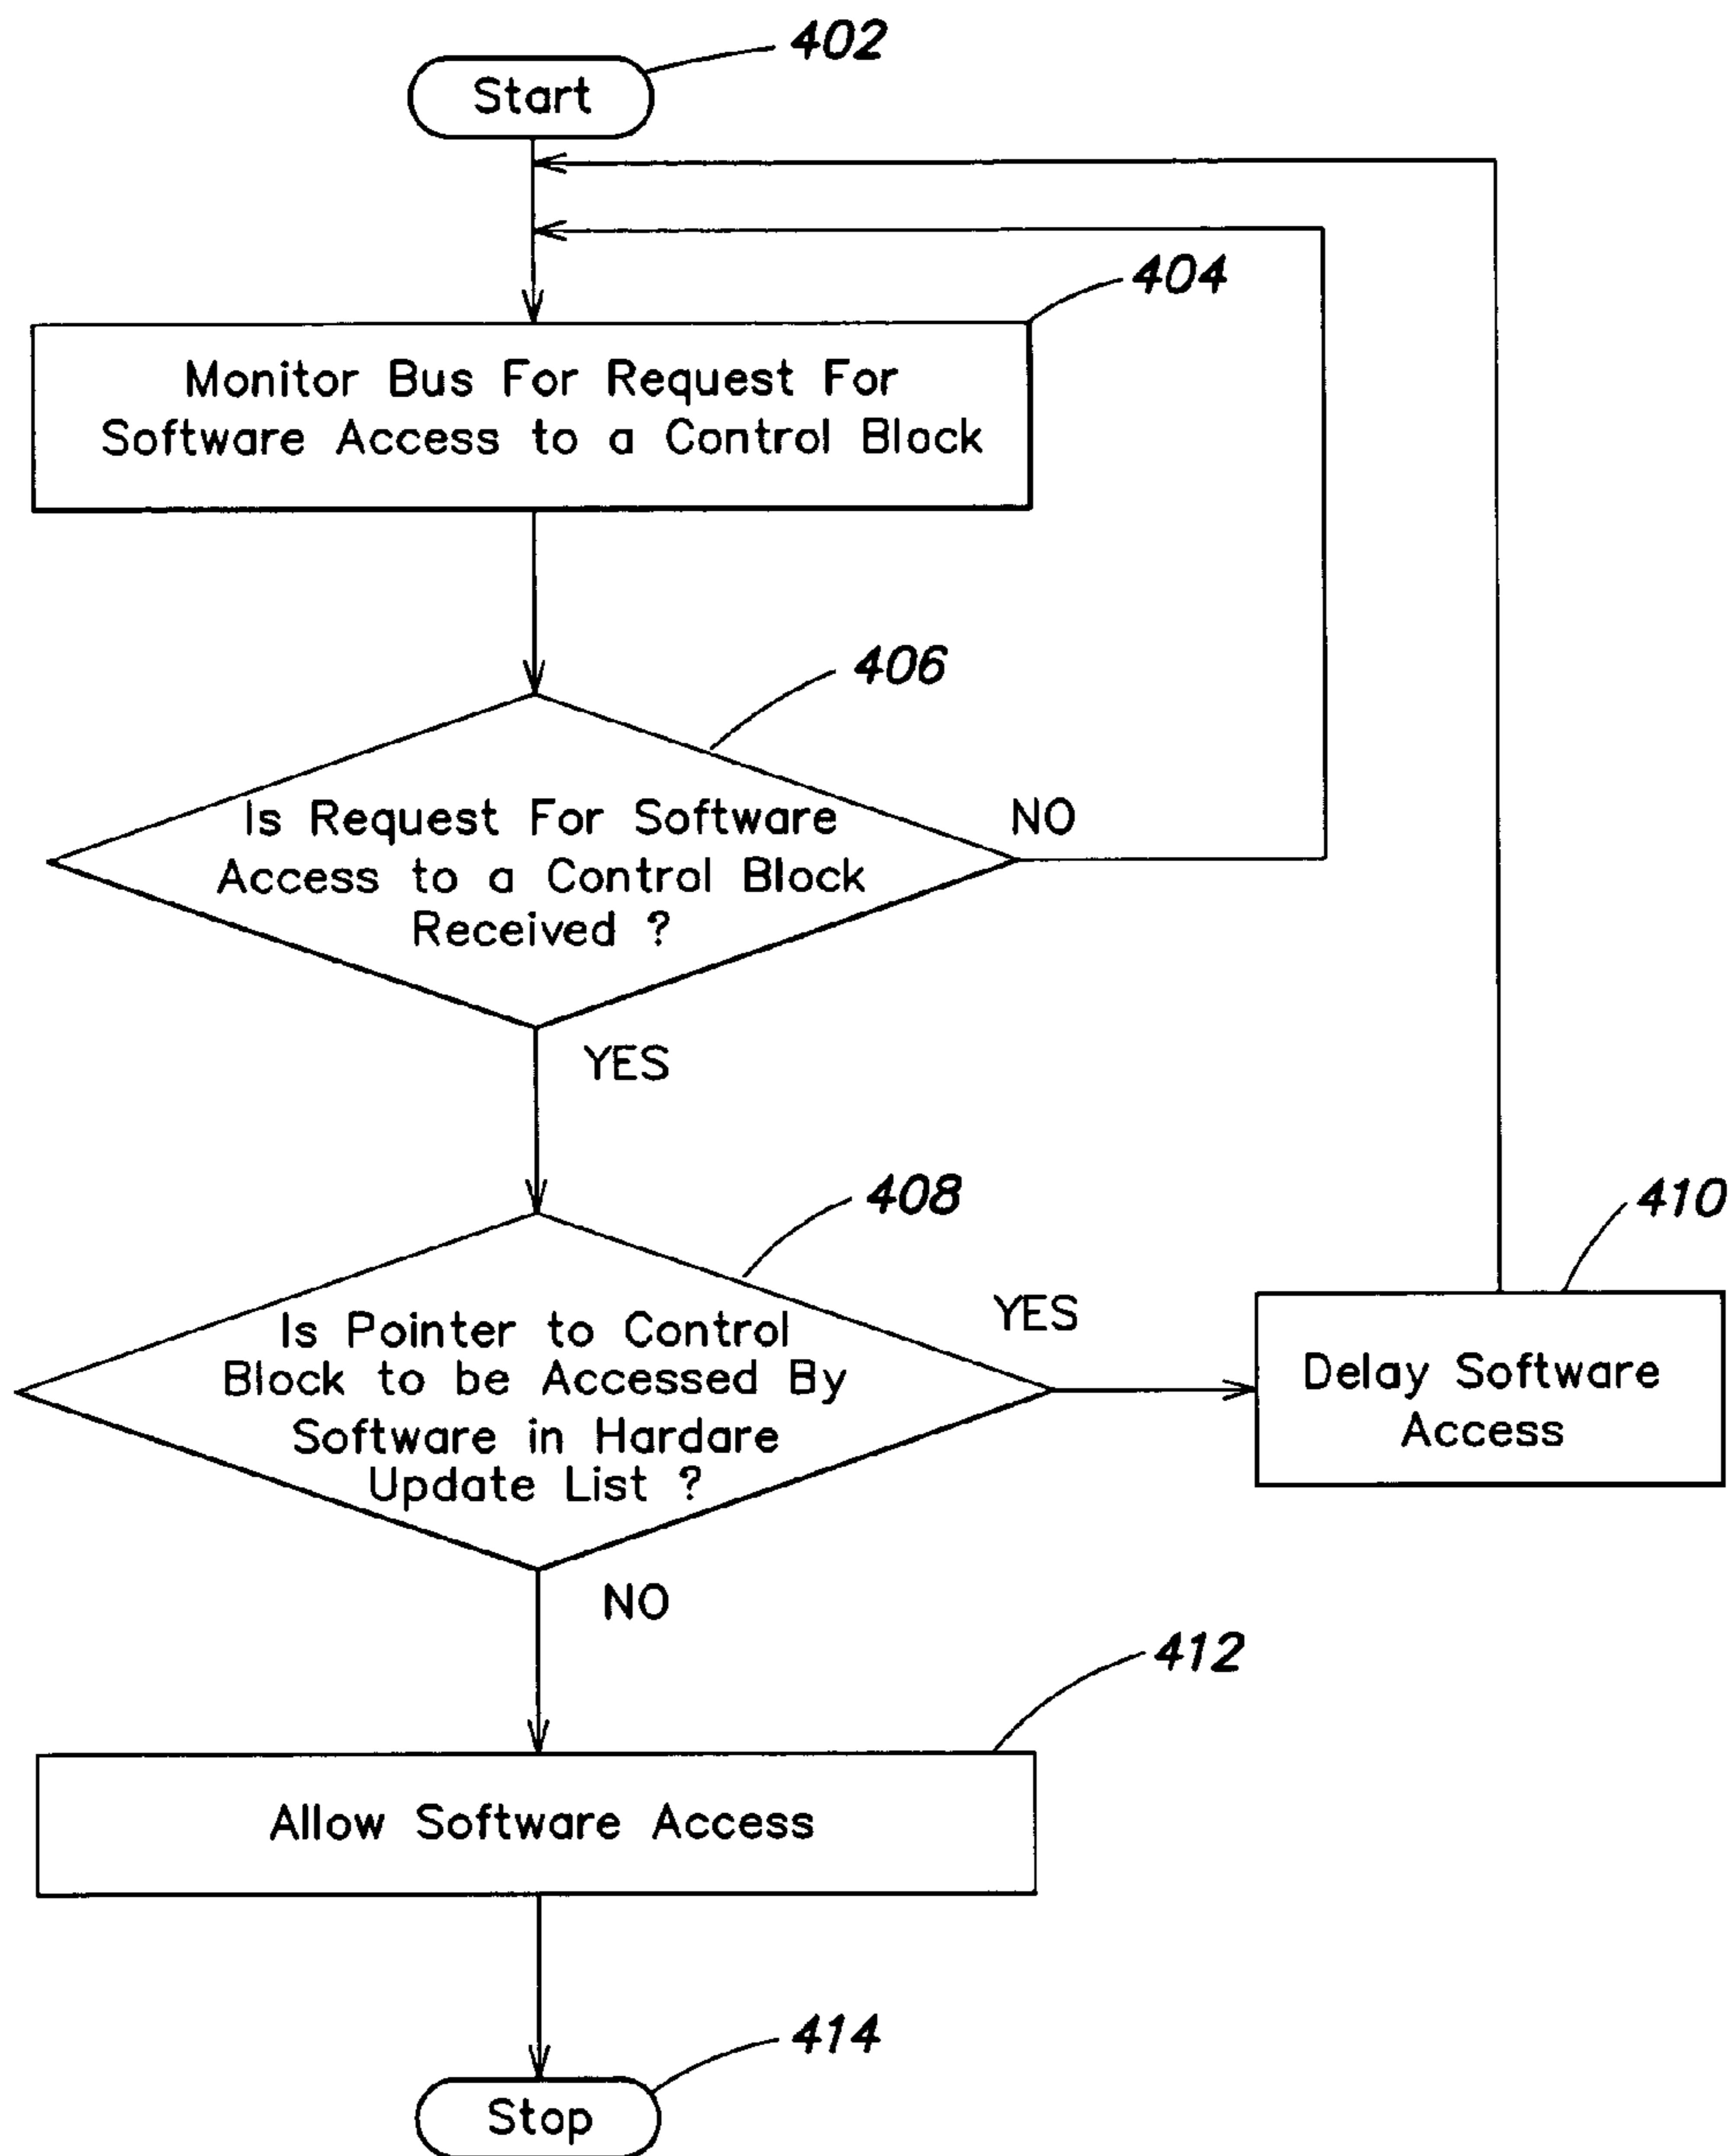 402
Start
404
Monitor Bus For Request For
Software Access to a Control Block
406
Is Request For Software
Access to a Control Block
Received ?
NO
YES
408
Is Pointer to Control
Block to be Accessed By
Software in Hardare
Update List ?
YES
410
Delay Software
Access
NO
412
Allow Software Access
414
Stop